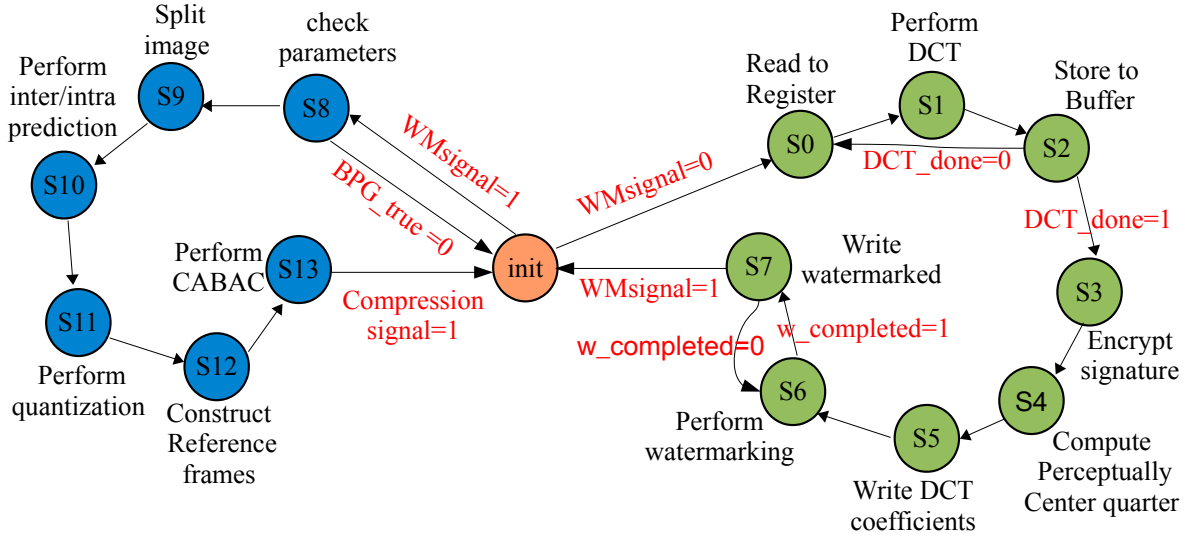 Split
image
check
parameters
Perform
inter/intra
prediction
S9
S8
S10
WMsignal=1
BPG_true =0
Perform
CABAC
S13
init
Compression
signal=1
S11
S12
Perform
quantization
Construct
Reference
frames
Perform
DCT
Read to
Register
Store to
Buffer
S1
S0
S2
DCT_done=0
WMsignal=0
DCT_done=1
Write
watermarked
S7
WMsignal=1
S3
w_completed=1
w_completed=0
Encrypt
signature
S6
S4
S5
Perform
watermarking
Compute
Perceptually
Center quarter
Write DCT
coefficients